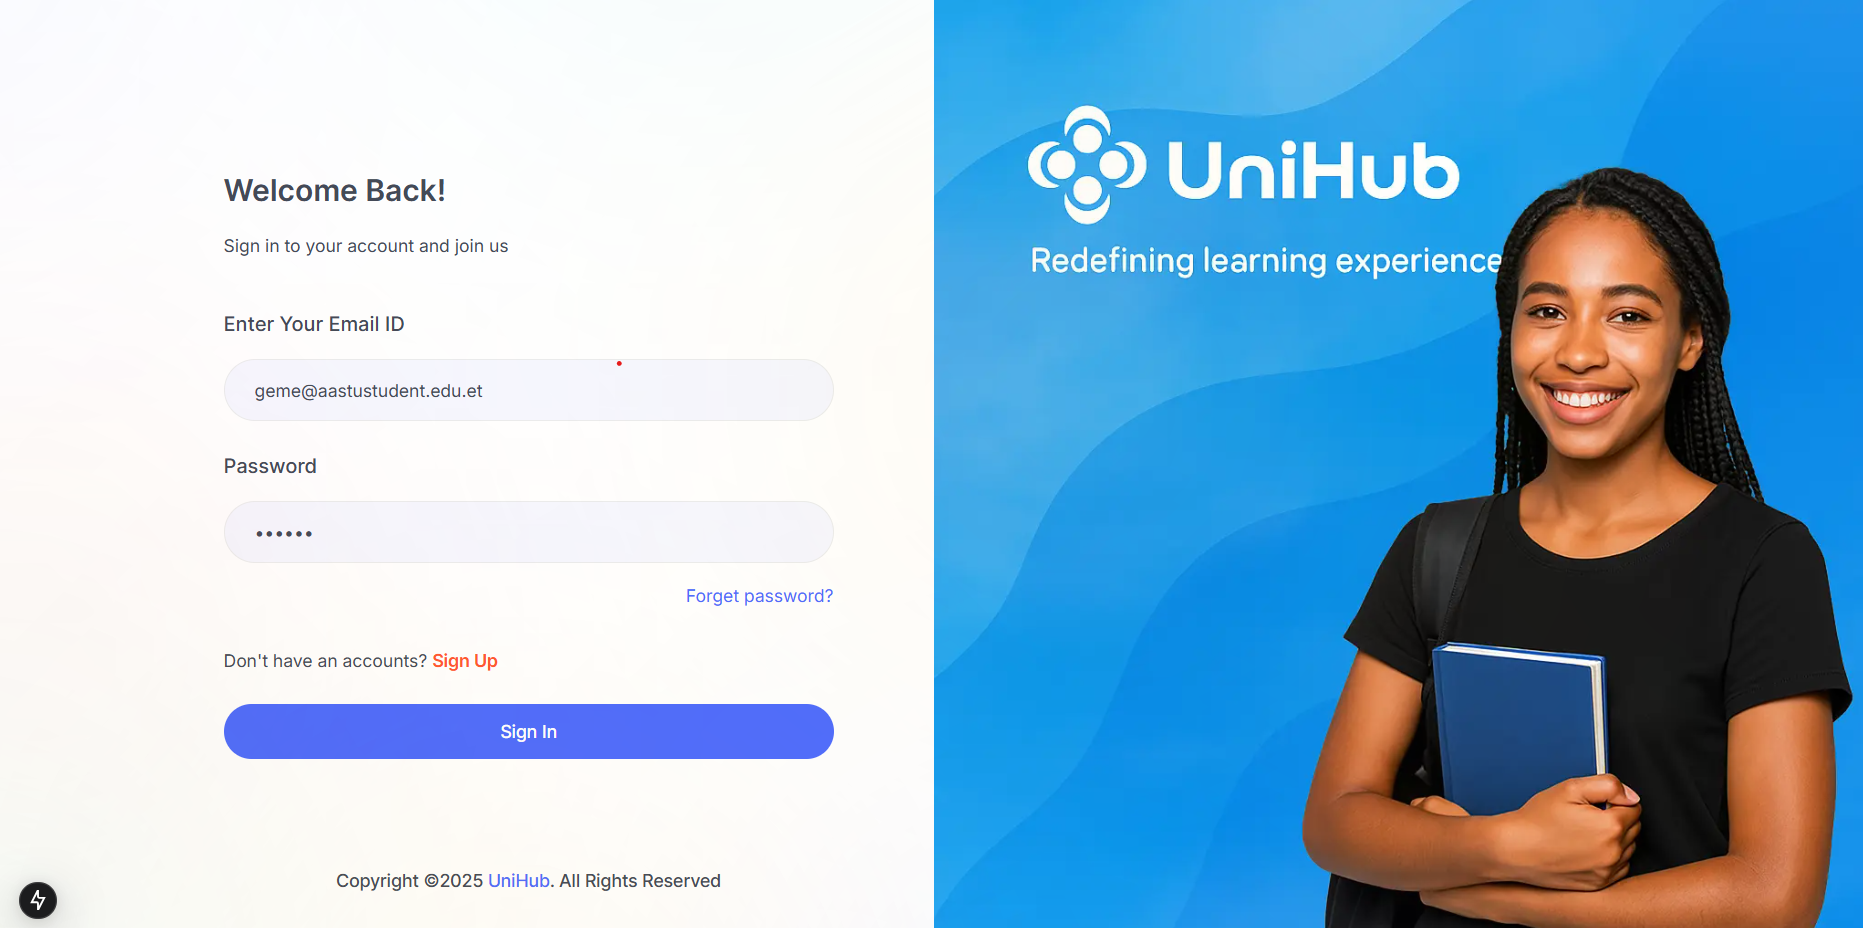 Welcome Back!
Sign in to your account and join us
Enter Your Email ID
geme@aastustudent.edu.et
Password
••••••
Forget password?
Don't have an accounts? Sign Up
Sign In
Copyright ©2025 UniHub. All Rights Reserved
UniHub
Redefining learning experience